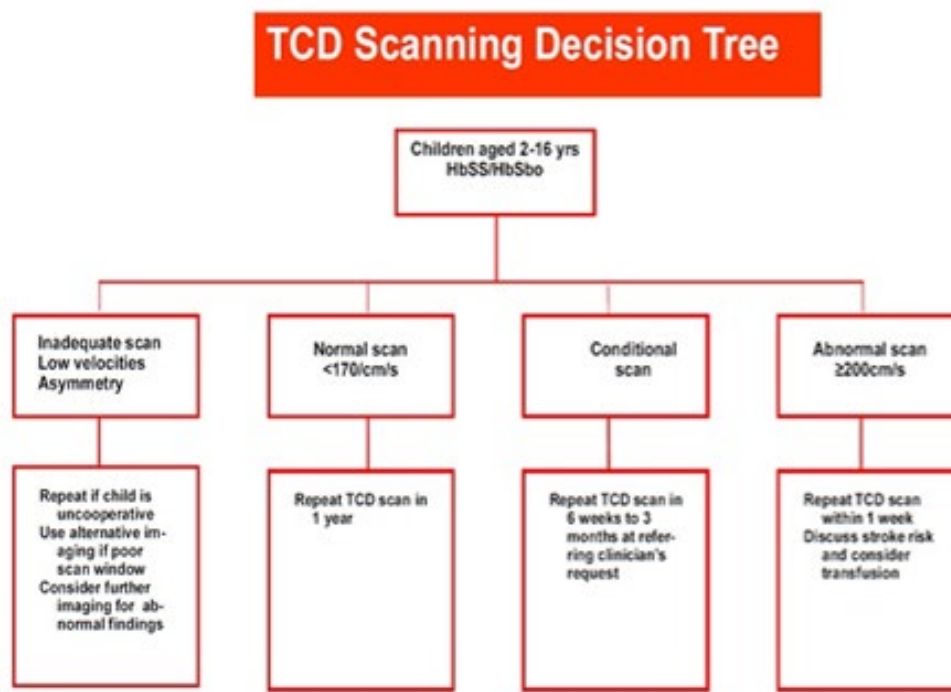 TCD Scanning Decision Tree
Children aged 2-16 yrs
HbSS/HbSbo
Inadequate scan
Low velocities
Asymmetry
Normal scan
<170/cm/s
Conditional
scan
Abnormal scan
≥200cm/s
Repeat if child is
uncooperative
Use alternative im-
aging if poor
scan window
Consider further
imaging for ab-
normal findings
Repeat TCD scan in
1 year
Repeat TCD scan in
6 weeks to 3
months at refer-
ring clinician's
request
Repeat TCD scan
within 1 week
Discuss stroke risk
and consider
transfusion